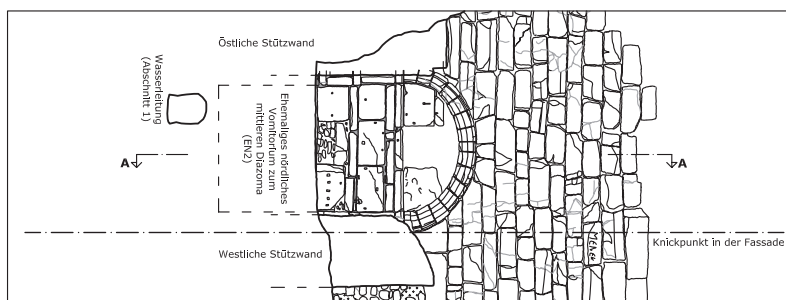 Östliche Stützwand
Wasserleitung
(Abschnitt 1)
Ehemaliges nördliches
Vomitorium zum
mittleren Diazoma
(EN2)
A
A
Knickpunkt in der Fassade
Westliche Stützwand